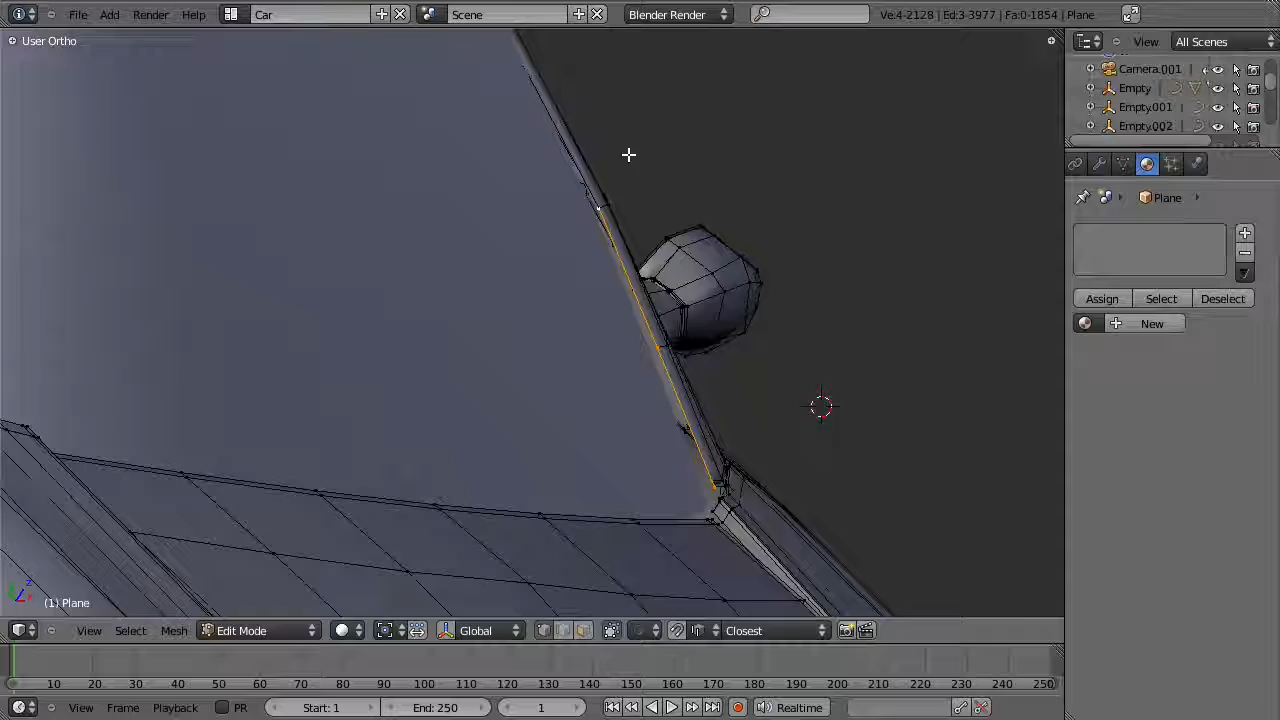 File Add Render Help Car Scene Blender Render Ve:4-2128 | Ed:3-3977 | Fa:0-1854 | Plane
User Ortho
View All Scenes
Camera.001
Empty
Empty.001
Empty.002
Plane
Assign Select Deselect
New
(1) Plane
View Select Mesh Edit Mode Global Closest
10 20 30 40 50 60 70 80 90 100 110 120 130 140 150 160 170 180 190 200 210 220 230 240 250
View Frame Playback PR Start: 1 End: 250 1 Realtime